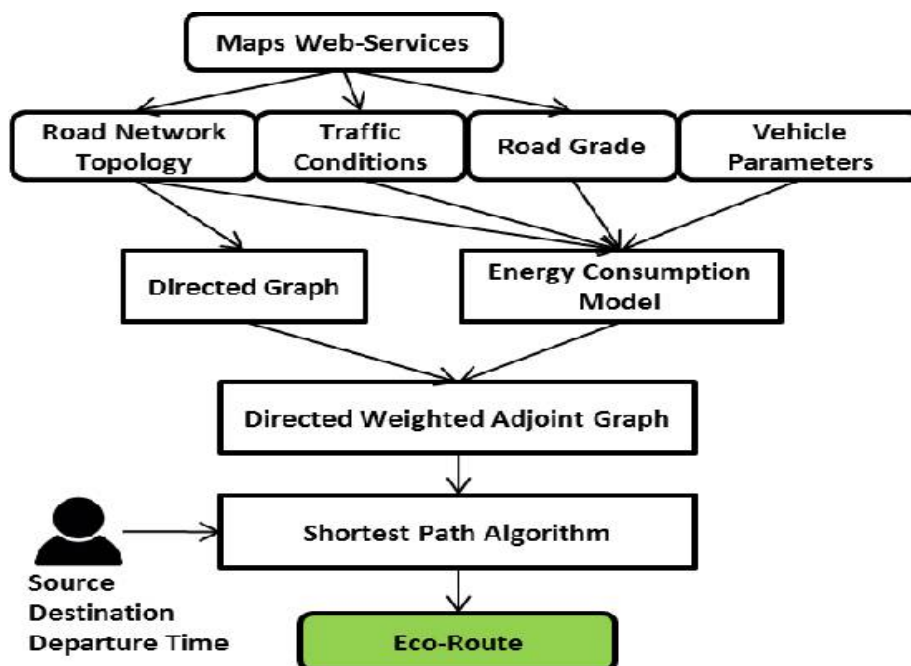 Maps Web-Services
Road Network
Topology
Traffic
Conditions
Road Grade
Vehicle
Parameters
Directed Graph
Energy Consumption
Model
Directed Weighted Adjoint Graph
Shortest Path Algorithm
Source
Destination
Departure Time
Eco-Route